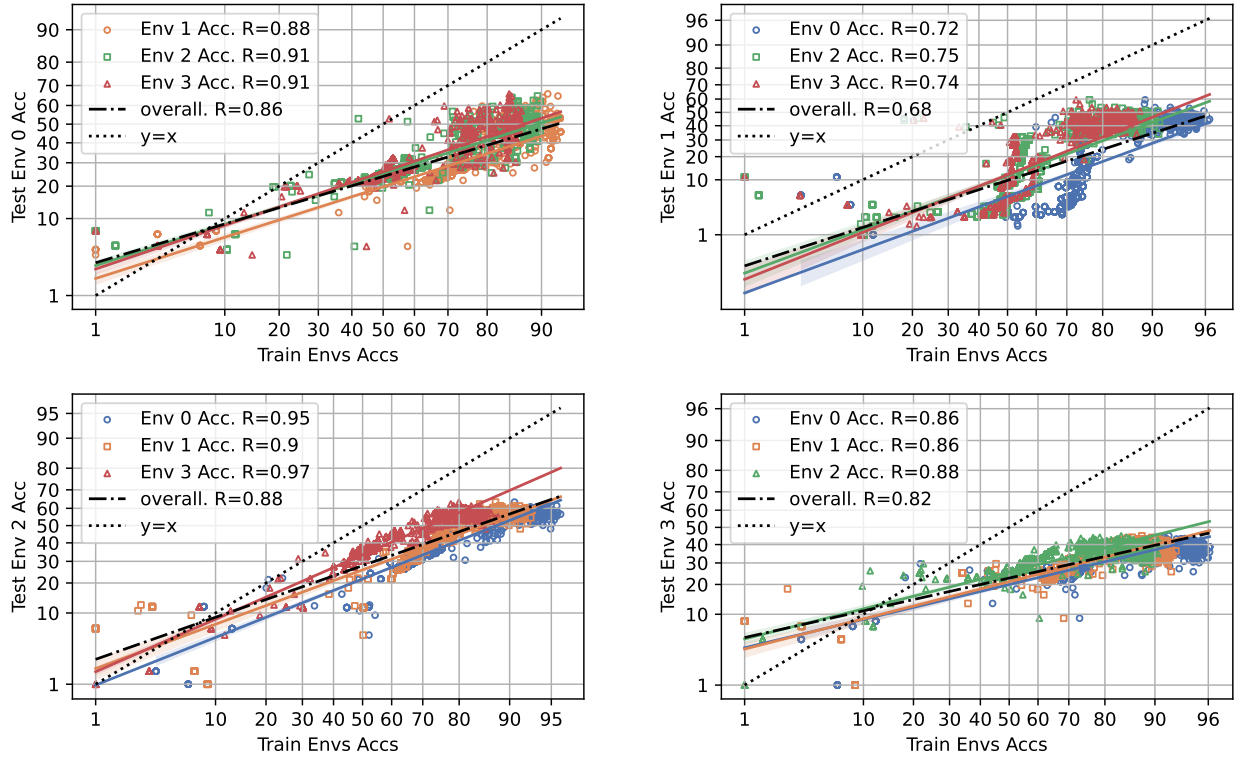 Env 1 Acc. R=0.88
Env 2 Acc. R=0.91
Env 3 Acc. R=0.91
overall. R=0.86
y=x
Test Env 0 Acc
90
80
70
60
50
40
30
20
10
1
1 10 20 30 40 50 60 70 80 90
Train Envs Accs
Env 0 Acc. R=0.72
Env 2 Acc. R=0.75
Env 3 Acc. R=0.74
overall. R=0.68
y=x
Test Env 1 Acc
96
90
80
70
60
50
40
30
20
10
1
1 10 20 30 40 50 60 70 80 90 96
Train Envs Accs
Env 0 Acc. R=0.95
Env 1 Acc. R=0.9
Env 3 Acc. R=0.97
overall. R=0.88
y=x
Test Env 2 Acc
95
90
80
70
60
50
40
30
20
10
1
1 10 20 30 40 50 60 70 80 90 95
Train Envs Accs
Env 0 Acc. R=0.86
Env 1 Acc. R=0.86
Env 2 Acc. R=0.88
overall. R=0.82
y=x
Test Env 3 Acc
96
90
80
70
60
50
40
30
20
10
1
1 10 20 30 40 50 60 70 80 90 96
Train Envs Accs